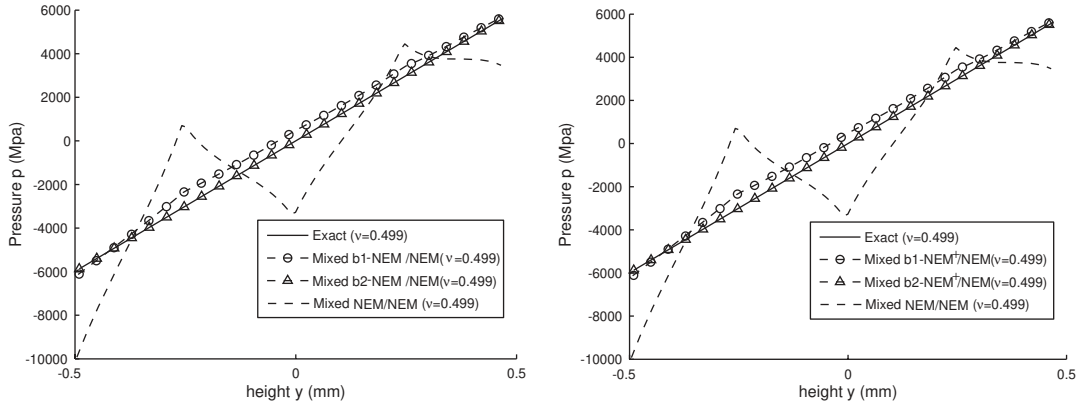 6000
4000
2000
0
-2000
-4000
-6000
-8000
-10000
Pressure p (Mpa)
Exact (ν=0.499)
Mixed b1-NEM /NEM(ν=0.499)
Mixed b2-NEM /NEM(ν=0.499)
Mixed NEM/NEM (ν=0.499)
-0.5
0
0.5
height y (mm)
6000
4000
2000
0
-2000
-4000
-6000
-8000
-10000
Pressure p (Mpa)
Exact (ν=0.499)
Mixed b1-NEM⁺/NEM(ν=0.499)
Mixed b2-NEM⁺/NEM(ν=0.499)
Mixed NEM/NEM (ν=0.499)
-0.5
0
0.5
height y (mm)